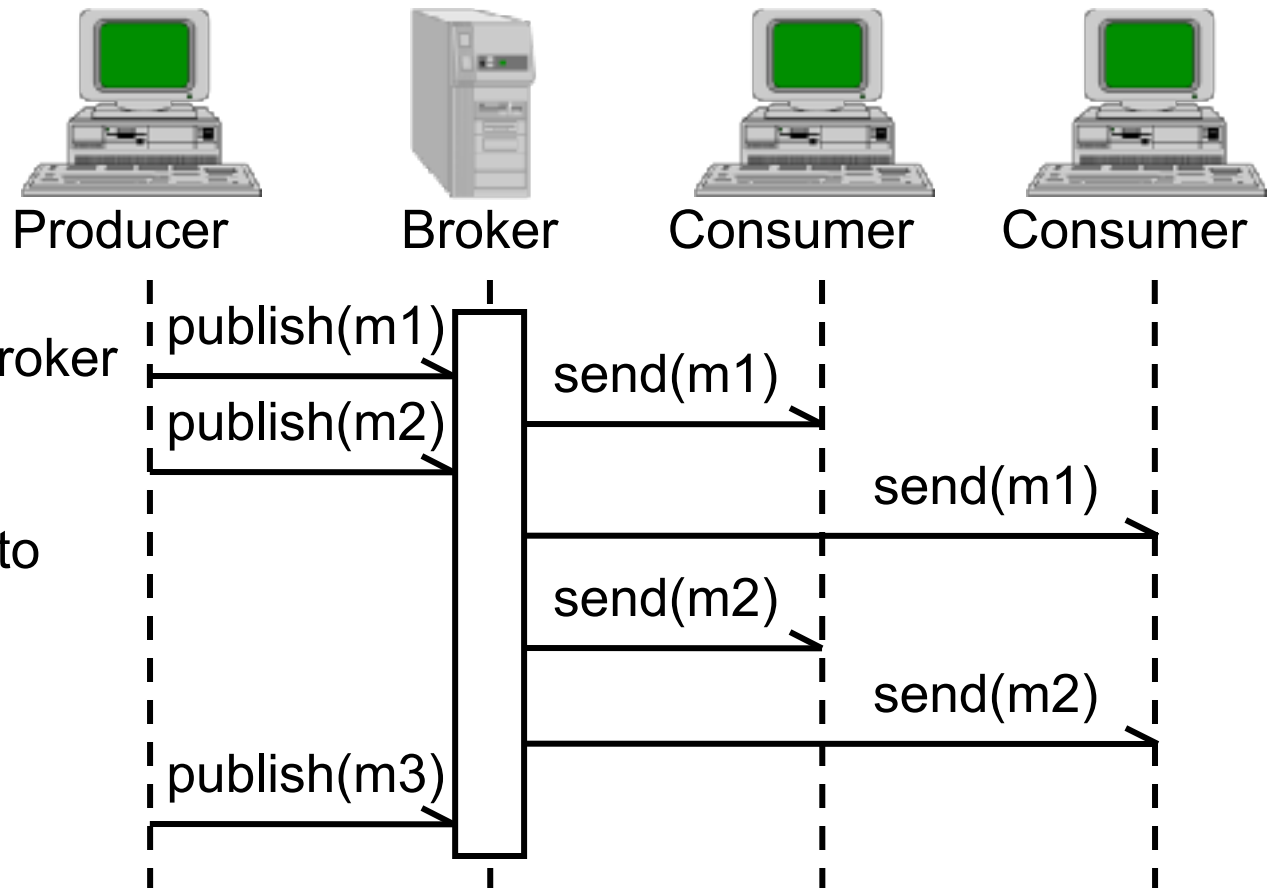 Producer Broker Consumer Consumer
publish(m1)
roker
send(m1)
publish(m2)
send(m1)
to
send(m2)
send(m2)
publish(m3)